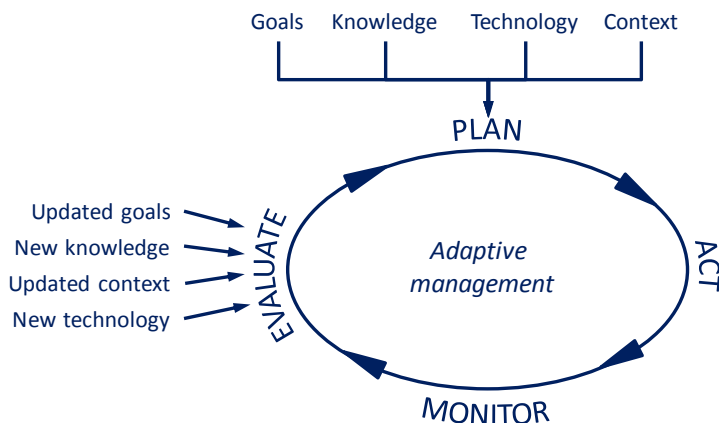 Goals Knowledge Technology Context
PLAN
Updated goals
New knowledge
Updated context
New technology
EVALUATE
Adaptive
management
ACT
MONITOR